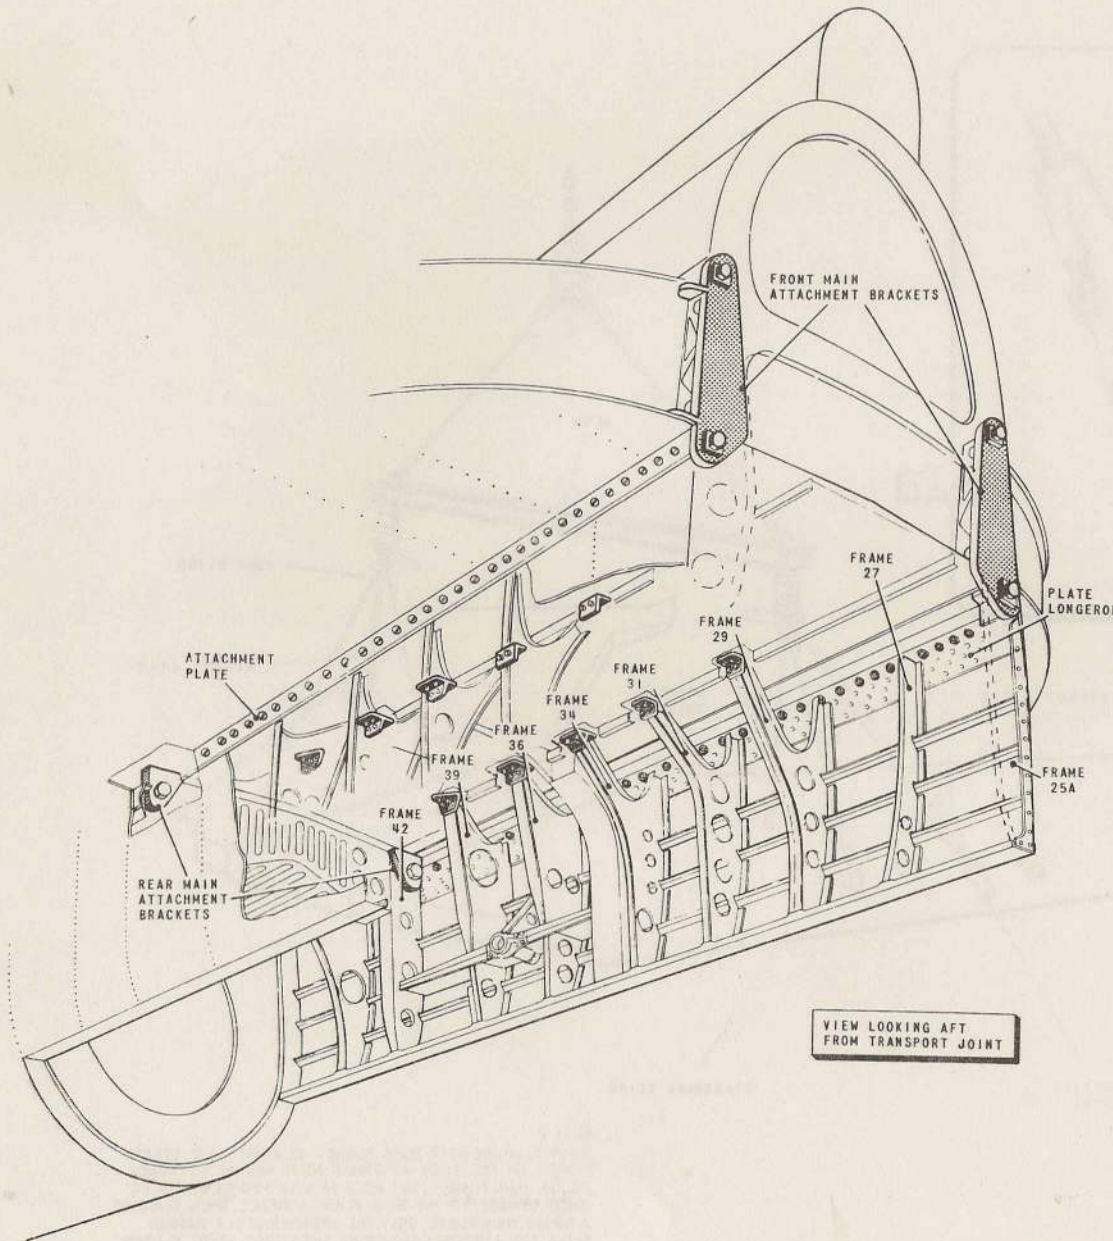 FRONT MAIN
ATTACHMENT BRACKETS
FRAME
27
PLATE
LONGERO
FRAME
29
FRAME
31
FRAME
34
FRAME
36
FRAME
39
FRAME
42
FRAME
25A
ATTACHMENT
PLATE
REAR MAIN
ATTACHMENT
BRACKETS
VIEW LOOKING AFT
FROM TRANSPORT JOINT